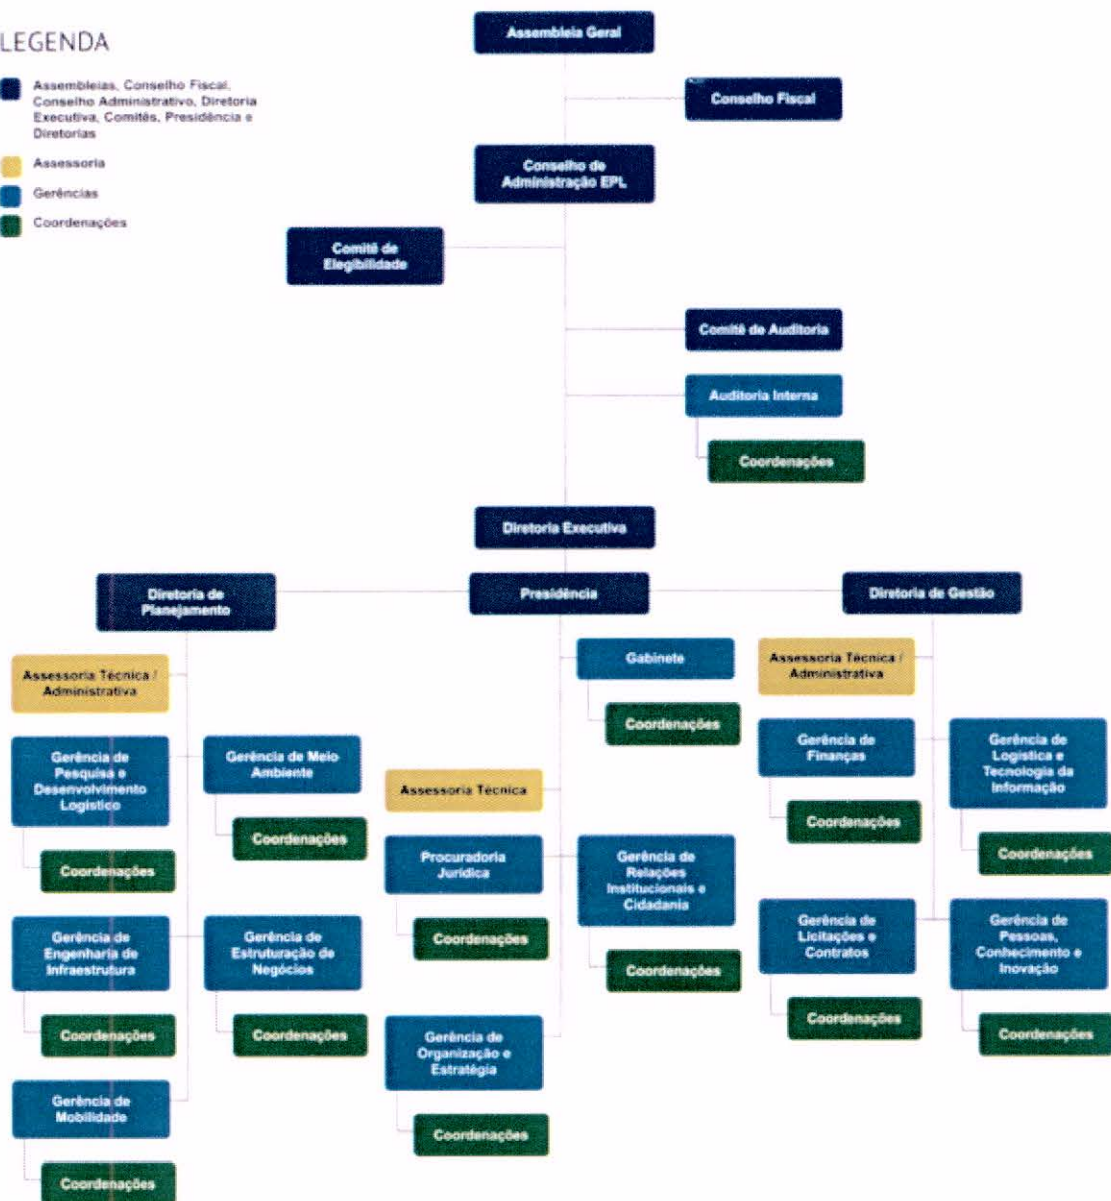 LEGENDA
Assembleias, Conselho Fiscal,
Conselho Administrativo, Diretoria
Executiva, Comitês, Presidência e
Diretorias
Assessoria
Gerências
Coordenações
Assembleia Geral
Conselho Fiscal
Conselho de
Administração EPL
Comitê de
Elegibilidade
Comitê de Auditoria
Auditoria Interna
Coordenações
Diretoria Executiva
Diretoria de
Planejamento
Presidência
Diretoria de Gestão
Assessoria Técnica /
Administrativa
Gerência de
Pesquisa e
Desenvolvimento
Logístico
Coordenações
Gerência de Meio
Ambiente
Coordenações
Gerência de
Engenharia de
Infraestrutura
Coordenações
Gerência de
Estruturação de
Negócios
Coordenações
Gerência de
Mobilidade
Coordenações
Gabinete
Coordenações
Assessoria Técnica
Procuradoria
Jurídica
Coordenações
Gerência de
Relações
Institucionais e
Cidadania
Coordenações
Gerência de
Organização e
Estratégia
Coordenações
Assessoria Técnica /
Administrativa
Gerência de
Finanças
Coordenações
Gerência de
Logística e
Tecnologia da
Informação
Coordenações
Gerência de
Licitações e
Contratos
Coordenações
Gerência de
Pessoas,
Conhecimento e
Inovação
Coordenações